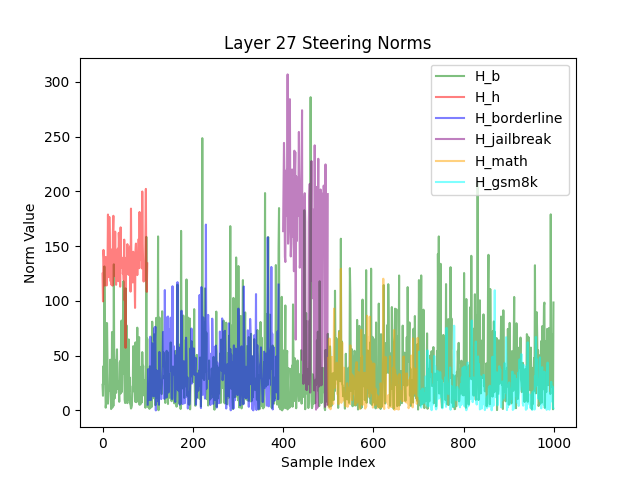 Layer 27 Steering Norms
Norm Value
300
250
200
150
100
50
0
H_b
H_h
H_borderline
H_jailbreak
H_math
H_gsm8k
0 200 400 600 800 1000
Sample Index